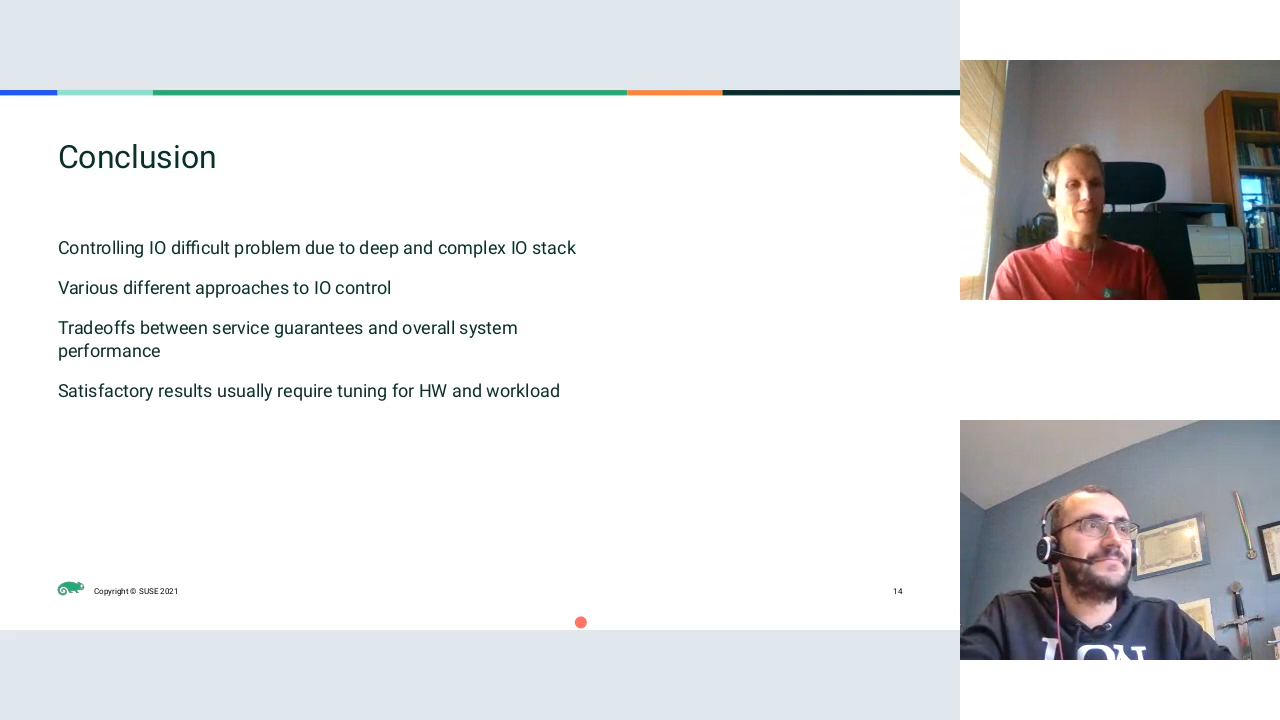 Conclusion
Controlling IO difficult problem due to deep and complex IO stack
Various different approaches to IO control
Tradeoffs between service guarantees and overall system
performance
Satisfactory results usually require tuning for HW and workload
Copyright © SUSE 2021
14